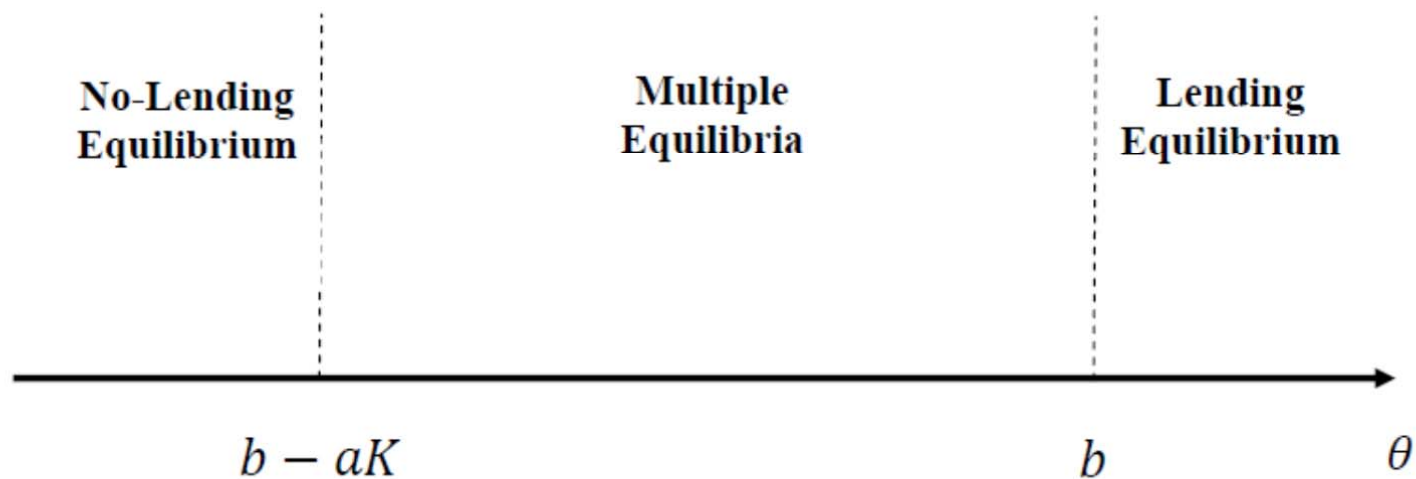 No-Lending
Equilibrium
Multiple
Equilibria
Lending
Equilibrium
b − aK
b
θ